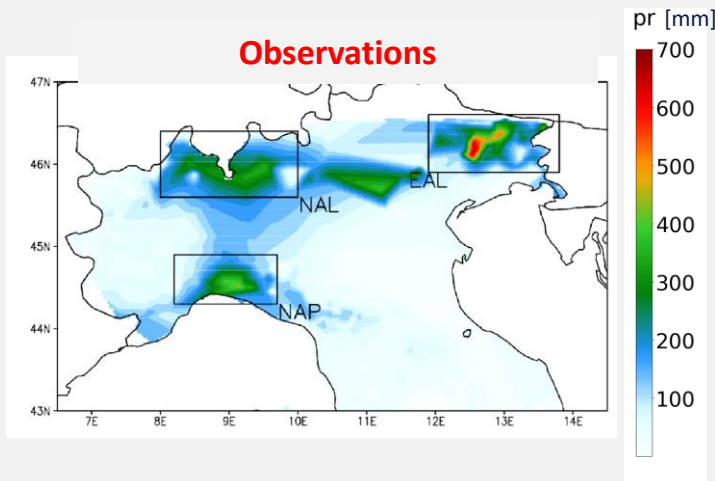 Observations
pr [mm]
700
600
500
400
300
200
100
47N
46N
45N
44N
43N
7E 8E 9E 10E 11E 12E 13E 14E
NAL
EAL
NAP